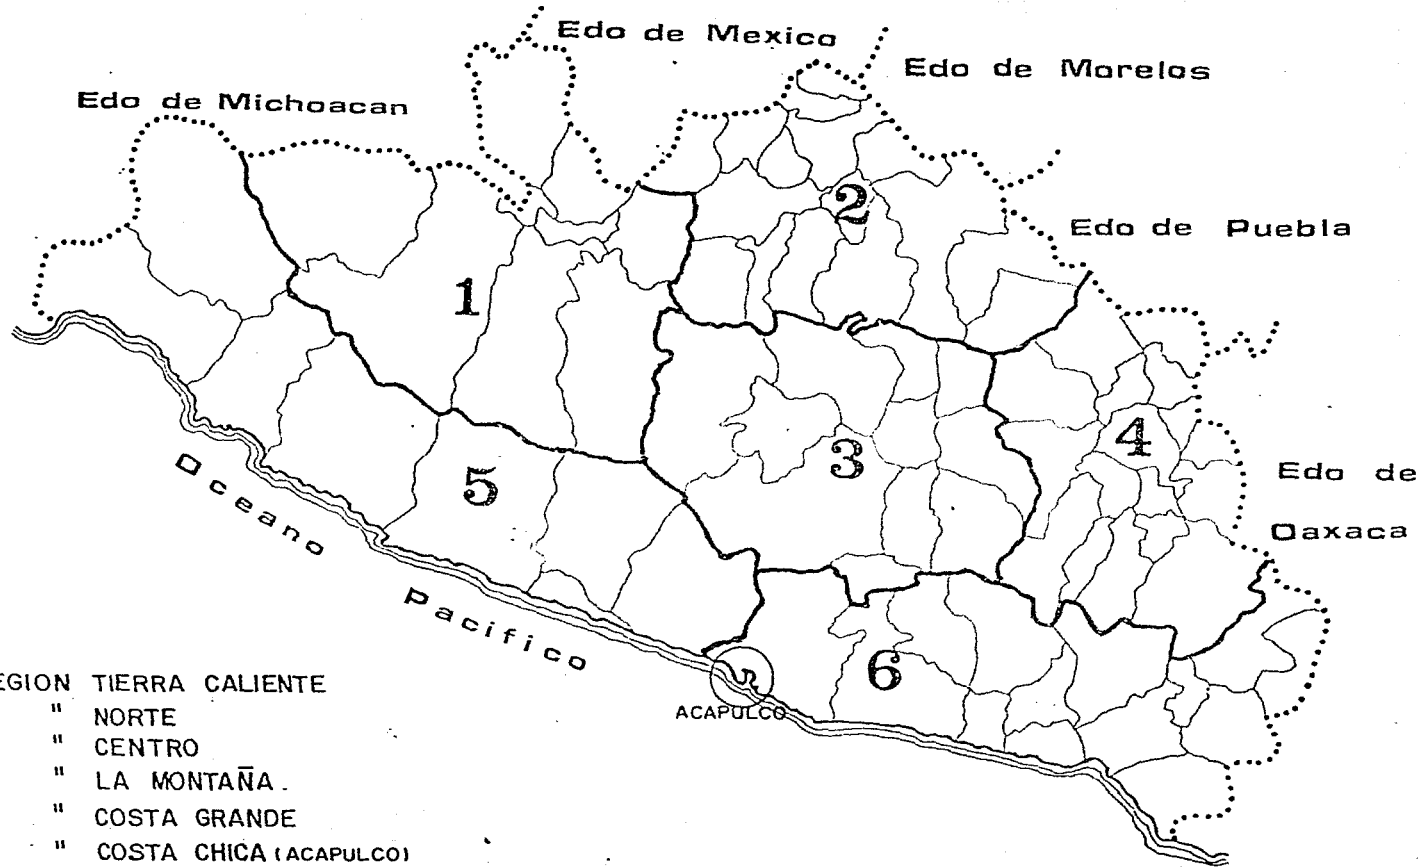 Edo de Mexico
Edo de Morelos
Edo de Michoacan
2
Edo de Puebla
1
4
3
Edo de
Oaxaca
5
Oceano Pacifico
6
ACAPULCO
EGION TIERRA CALIENTE
" NORTE
" CENTRO
" LA MONTAÑA.
" COSTA GRANDE
" COSTA CHICA (ACAPULCO)